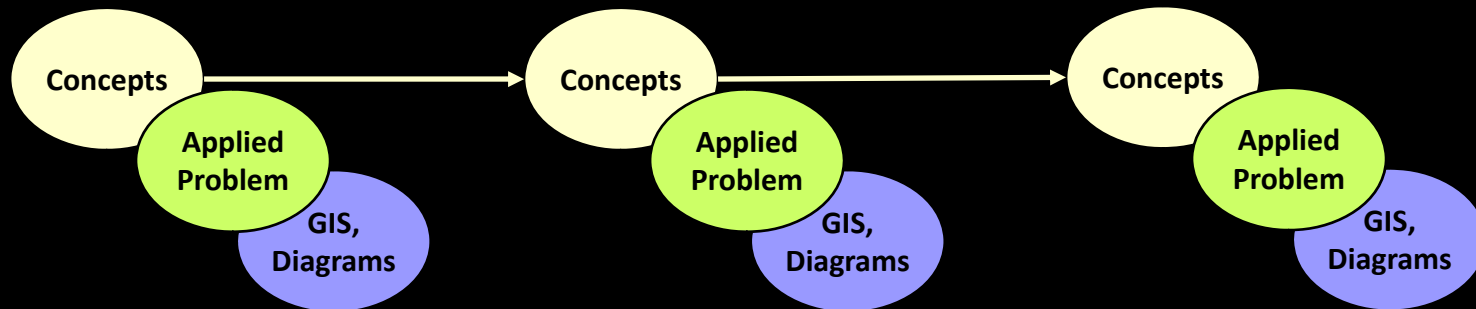 Concepts
Applied
Problem
GIS,
Diagrams
Concepts
Applied
Problem
GIS,
Diagrams
Concepts
Applied
Problem
GIS,
Diagrams